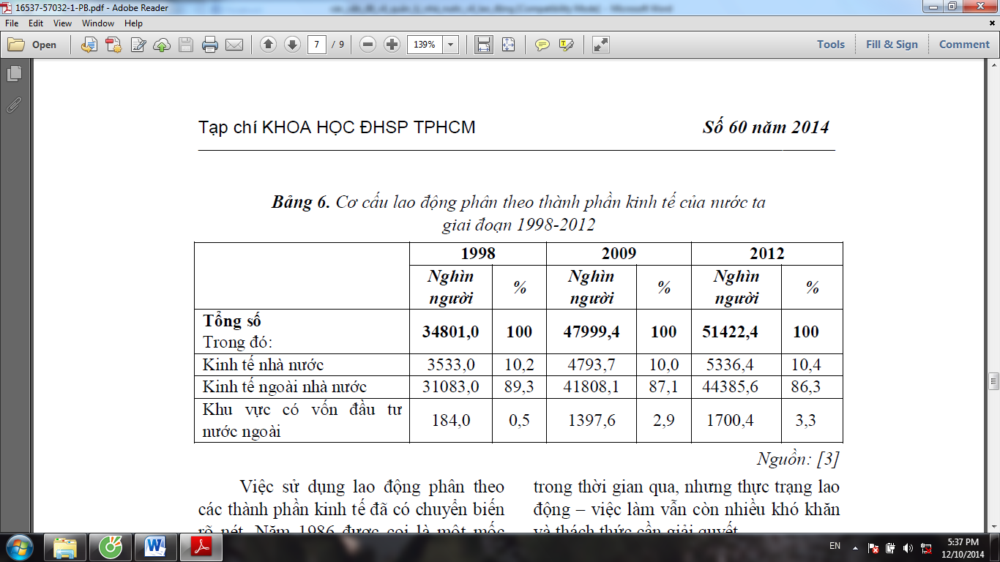 16537-57032-1-PB.pdf - Adobe Reader
File Edit View Window Help
Open 7 / 9 139% Tools Fill & Sign Comment
Tạp chí KHOA HỌC ĐHSP TPHCM Số 60 năm 2014
Bảng 6. Cơ cấu lao động phân theo thành phần kinh tế của nước ta
giai đoạn 1998-2012
1998 2009 2012
Nghìn người % Nghìn người % Nghìn người %
Tổng số
Trong đó: 34801,0 100 47999,4 100 51422,4 100
Kinh tế nhà nước 3533,0 10,2 4793,7 10,0 5336,4 10,4
Kinh tế ngoài nhà nước 31083,0 89,3 41808,1 87,1 44385,6 86,3
Khu vực có vốn đầu tư
nước ngoài 184,0 0,5 1397,6 2,9 1700,4 3,3
Nguồn: [3]
Việc sử dụng lao động phân theo
các thành phần kinh tế đã có chuyển biến
rõ nét. Năm 1986 được coi là một mốc
trong thời gian qua, nhưng thực trạng lao
động – việc làm vẫn còn nhiều khó khăn
và thách thức cần giải quyết.
EN 5:37 PM
12/10/2014